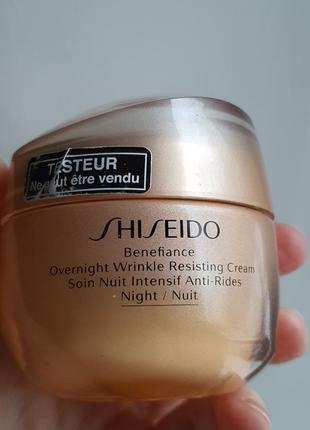 TESTEUR
Ne peut être vendu
SHISEIDO
Benefiance
Overnight Wrinkle Resisting Cream
Soin Nuit Intensif Anti-Rides
Night / Nuit